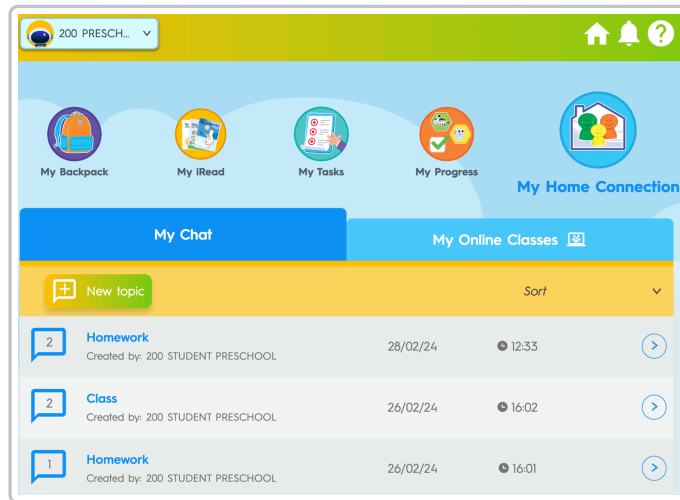 200 PRESCH...
My Backpack
My iRead
My Tasks
My Progress
My Home Connection
My Chat
My Online Classes
New topic
Sort
2
Homework
Created by: 200 STUDENT PRESCHOOL
28/02/24
12:33
2
Class
Created by: 200 STUDENT PRESCHOOL
26/02/24
16:02
1
Homework
Created by: 200 STUDENT PRESCHOOL
26/02/24
16:01